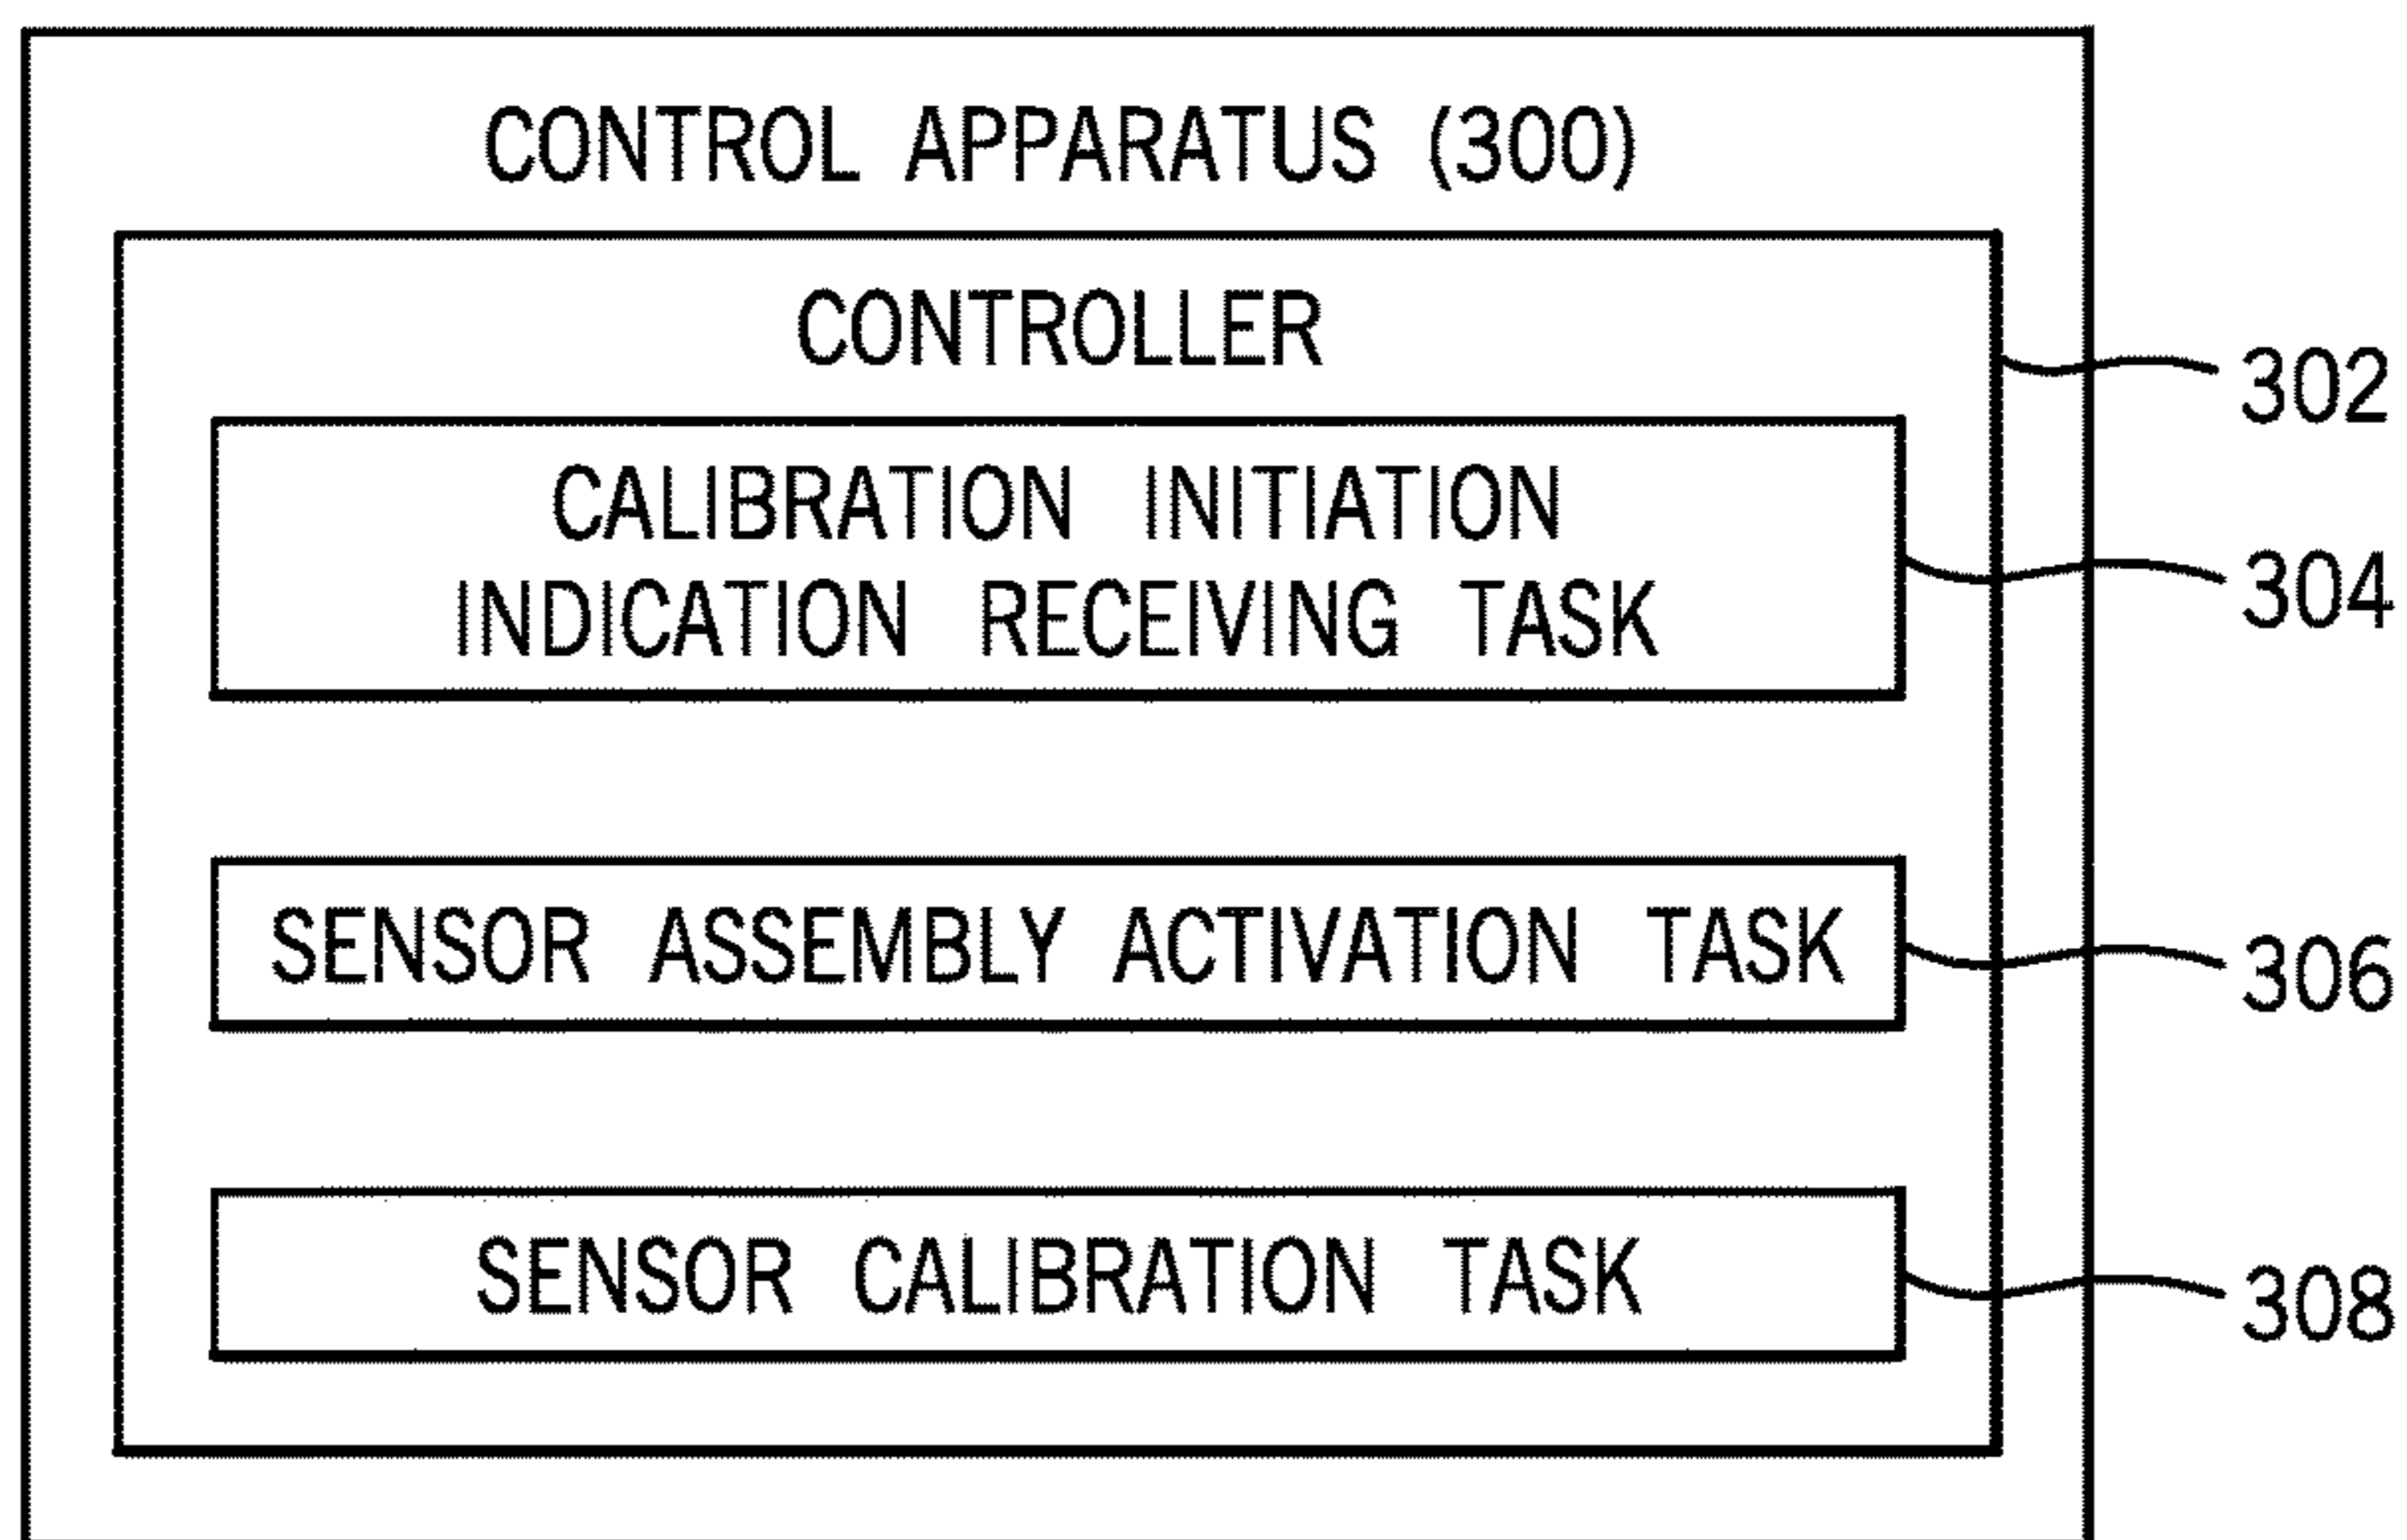 CONTROL APPARATUS (300)
CONTROLLER
302
CALIBRATION INITIATION
INDICATION RECEIVING TASK
304
SENSOR ASSEMBLY ACTIVATION TASK
306
SENSOR CALIBRATION TASK
308